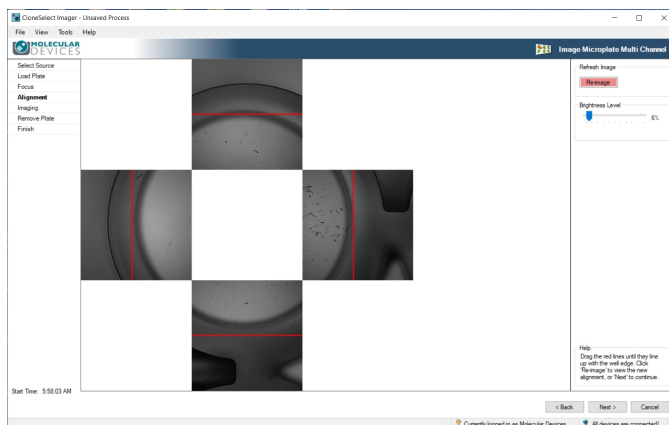 CloneSelect Imager - Unsaved Process
File View Tools Help
MOLECULAR
DEVICES
Image Microplate Multi Channel
Select Source
Load Plate
Focus
Alignment
Imaging
Remove Plate
Finish
Refresh Image
Re-image
Brightness Level
6%
Help
Drag the red lines until they line
up with the well edge. Click
'Re-image' to view the new
alignment, or 'Next' to continue.
Start Time: 5:58:03 AM
< Back Next > Cancel
Currently logged in as Molecular Devices All devices are connected!